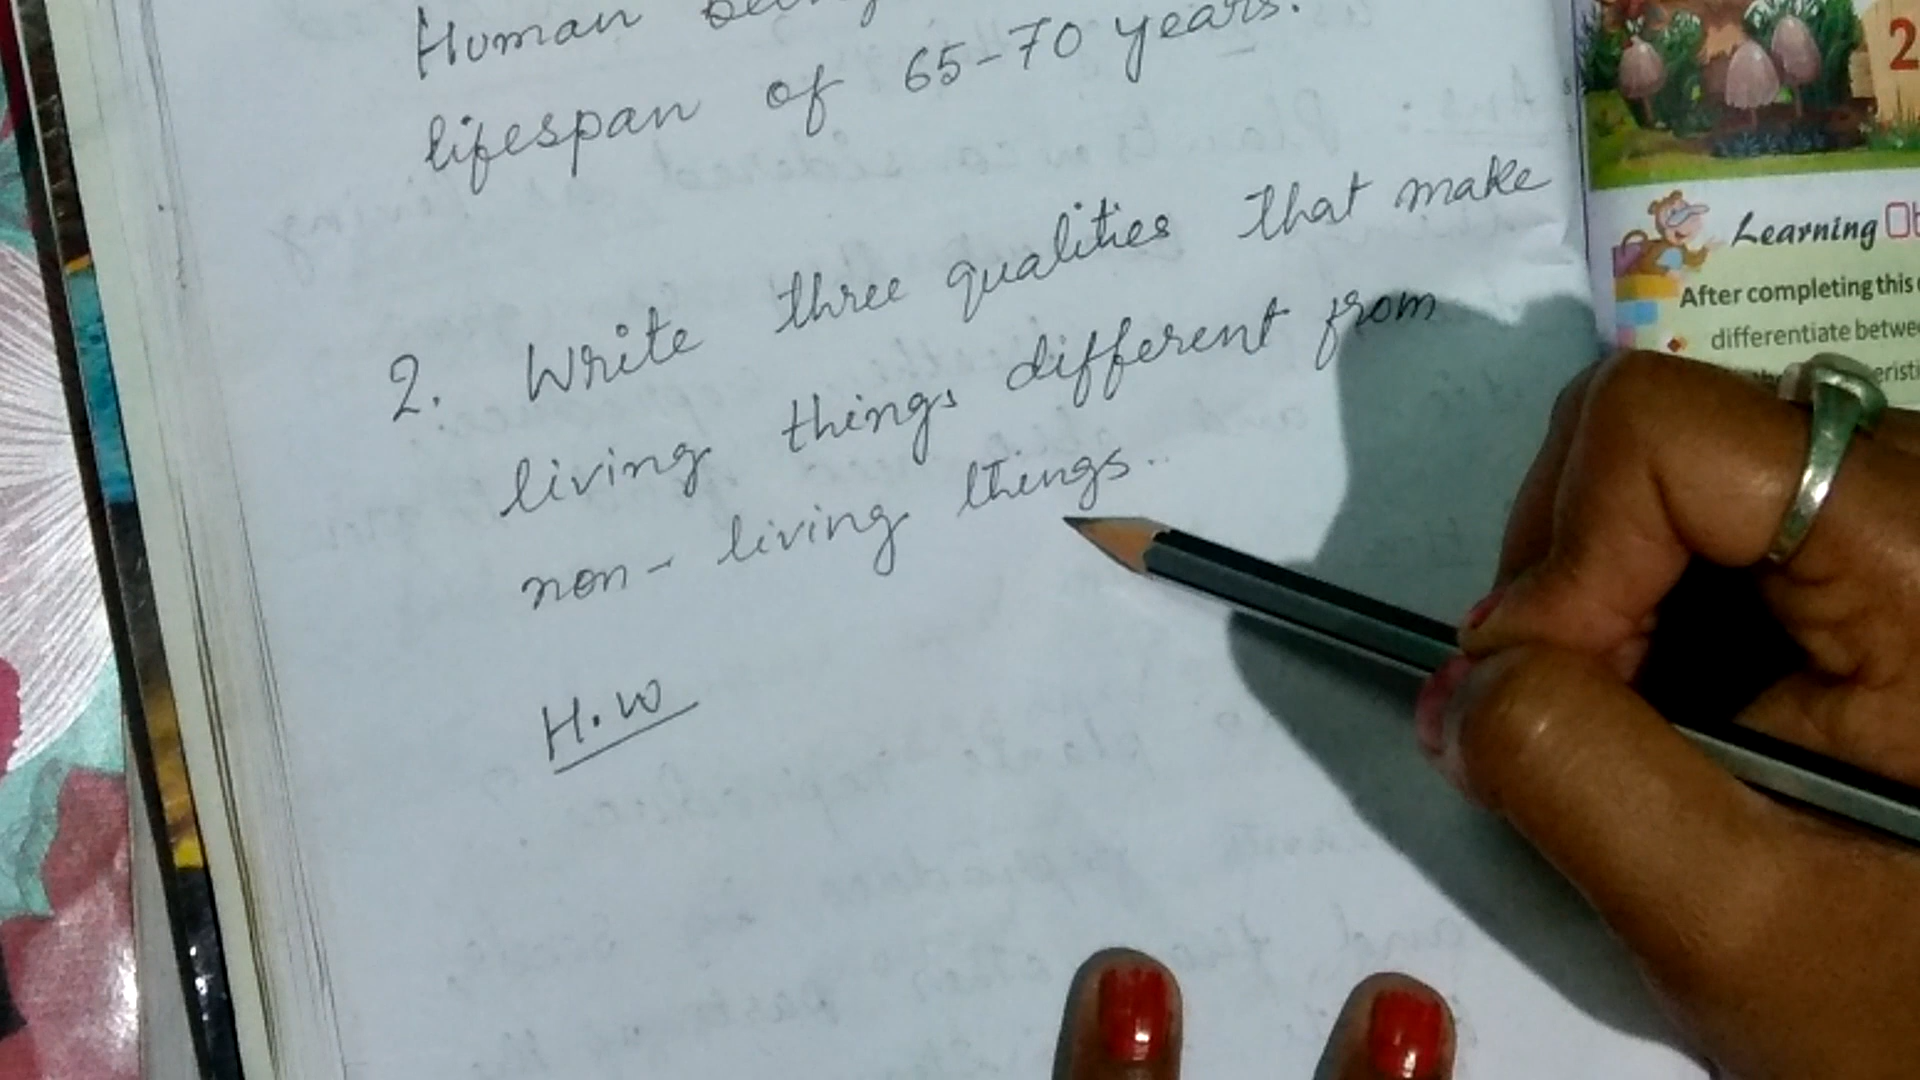 Human
lifespan of 65-70 years.
2. Write three qualities that make
living things different from
non- living things.
H.W
2
Learning
After completing this
differentiate